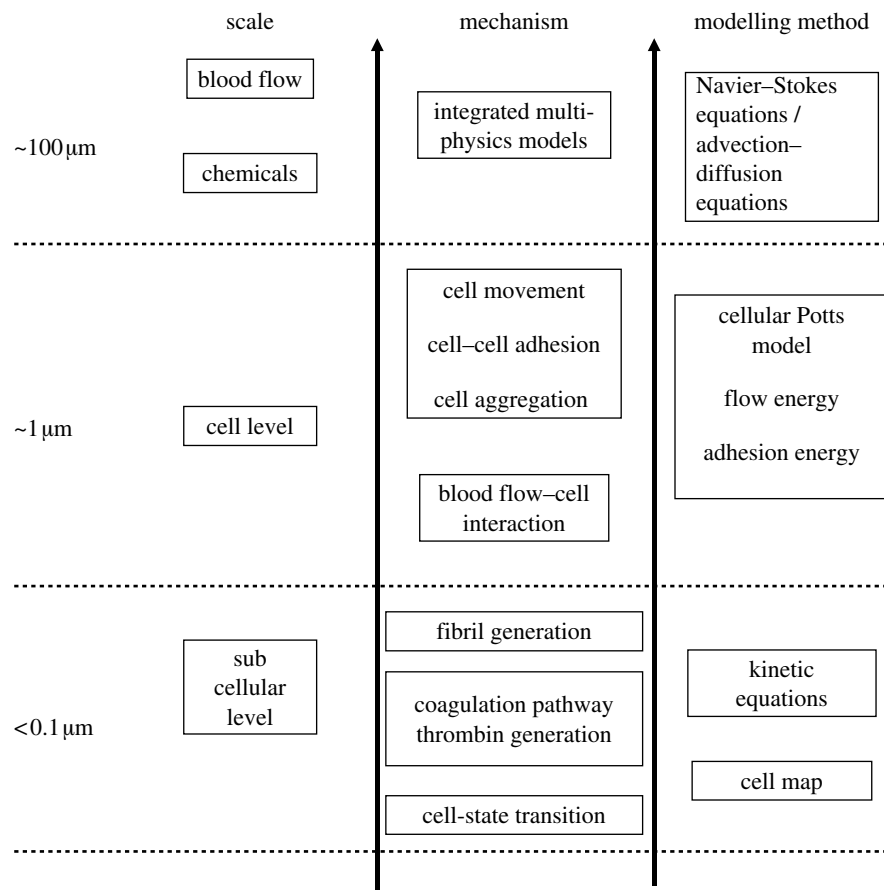 scale
mechanism
modelling method
~100 µm
blood flow
chemicals
integrated multi-
physics models
Navier–Stokes
equations /
advection–
diffusion
equations
~1 µm
cell level
cell movement
cell–cell adhesion
cell aggregation
blood flow–cell
interaction
cellular Potts
model
flow energy
adhesion energy
<0.1 µm
sub
cellular
level
fibril generation
coagulation pathway
thrombin generation
cell-state transition
kinetic
equations
cell map